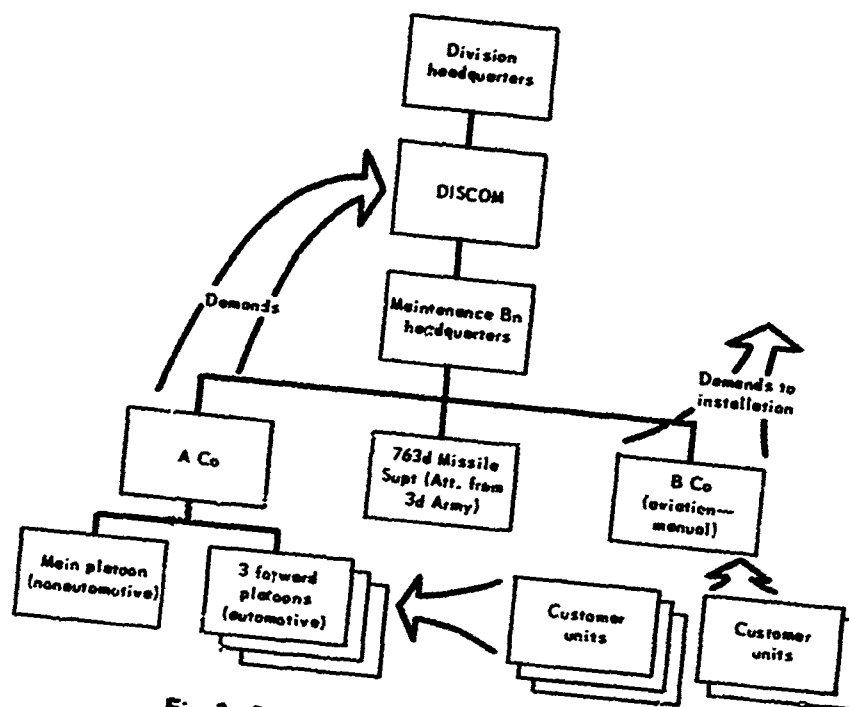 Division
headquarters
DISCOM
Demands
Maintenance Bn
headquarters
Demands to
installation
A Co
763d Missile
Supt (Att. from
3d Army)
B Co
(aviation—
manual)
Main platoon
(nonautomotive)
3 forward
platoons
(automotive)
Customer
units
Customer
units